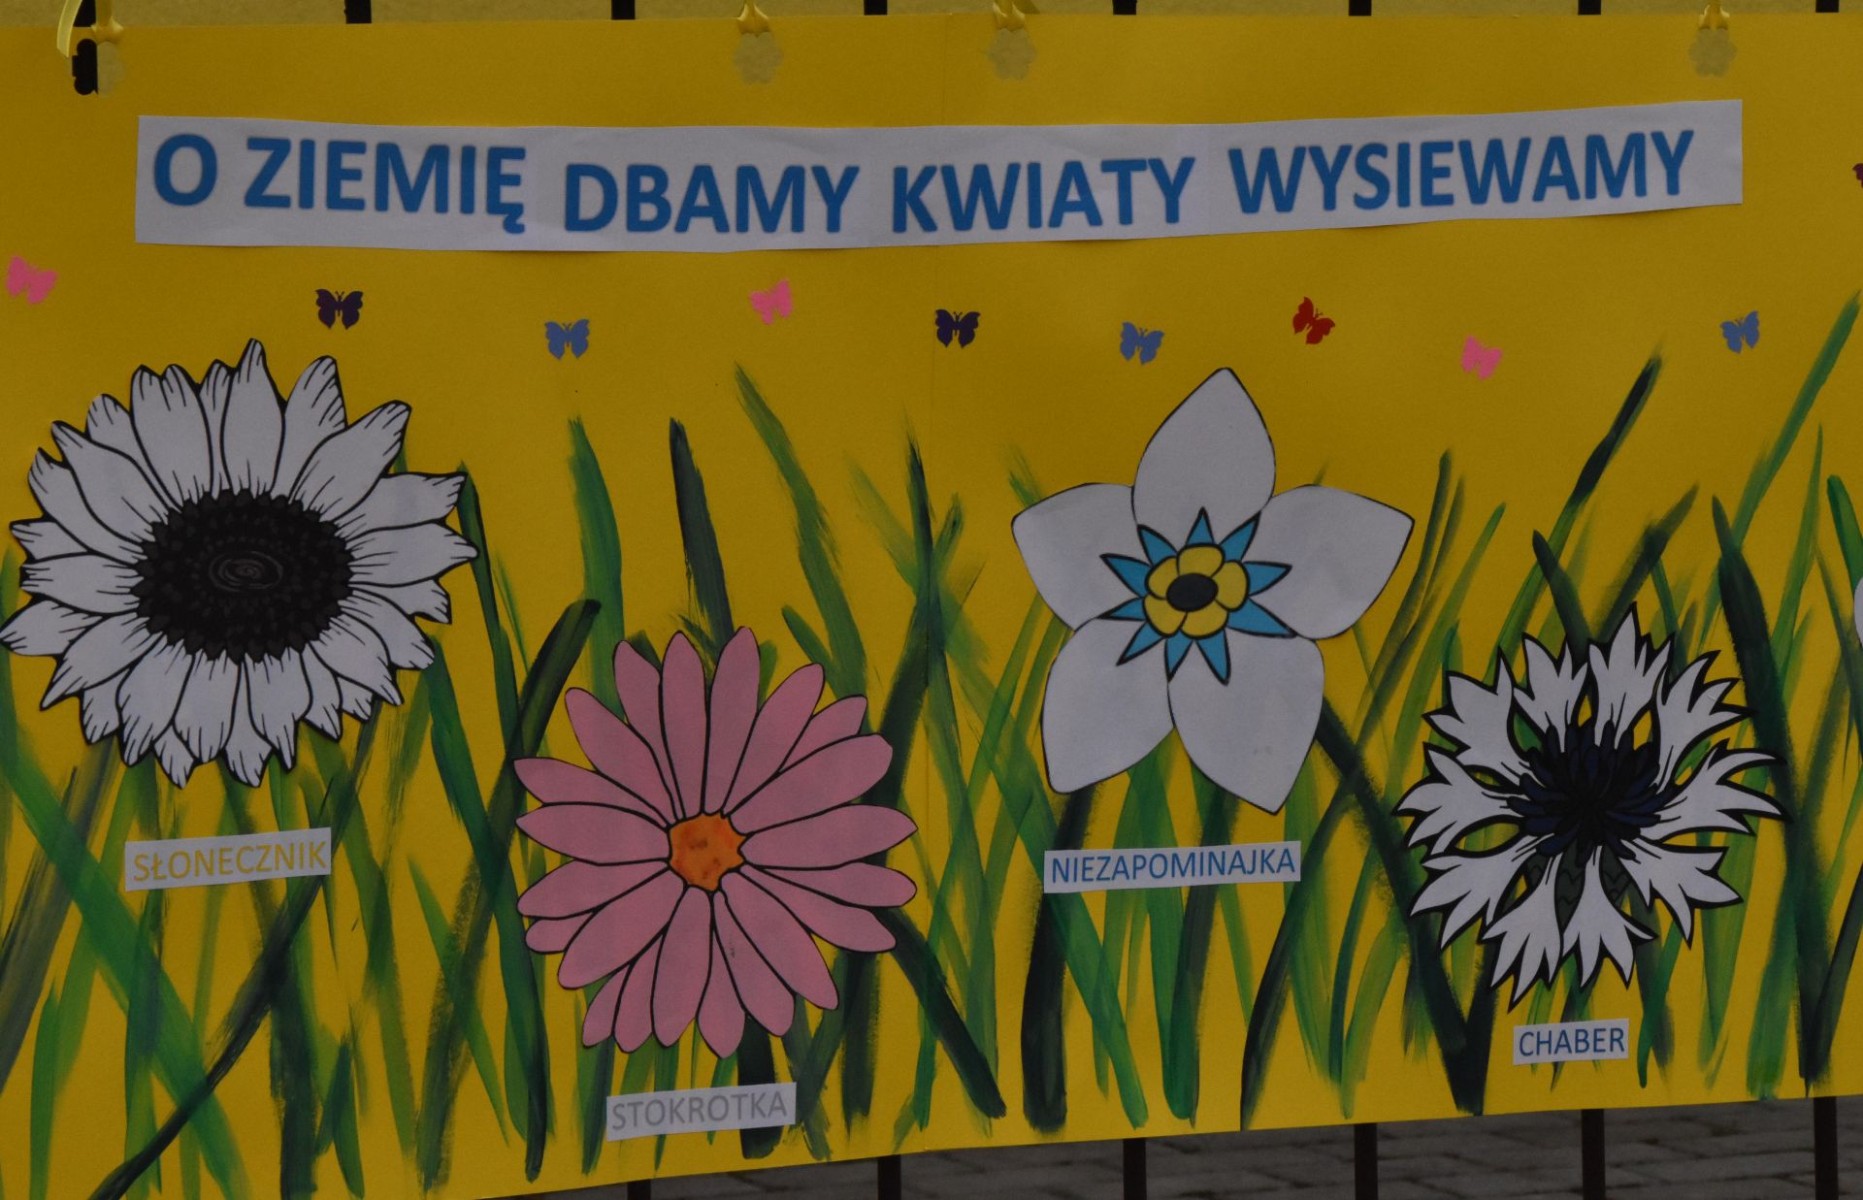 O ZIEMIĘ DBAMY KWIATY WYSIEWAMY
SŁONECZNIK
STOKROTKA
NIEZAPOMINAJKA
CHABER